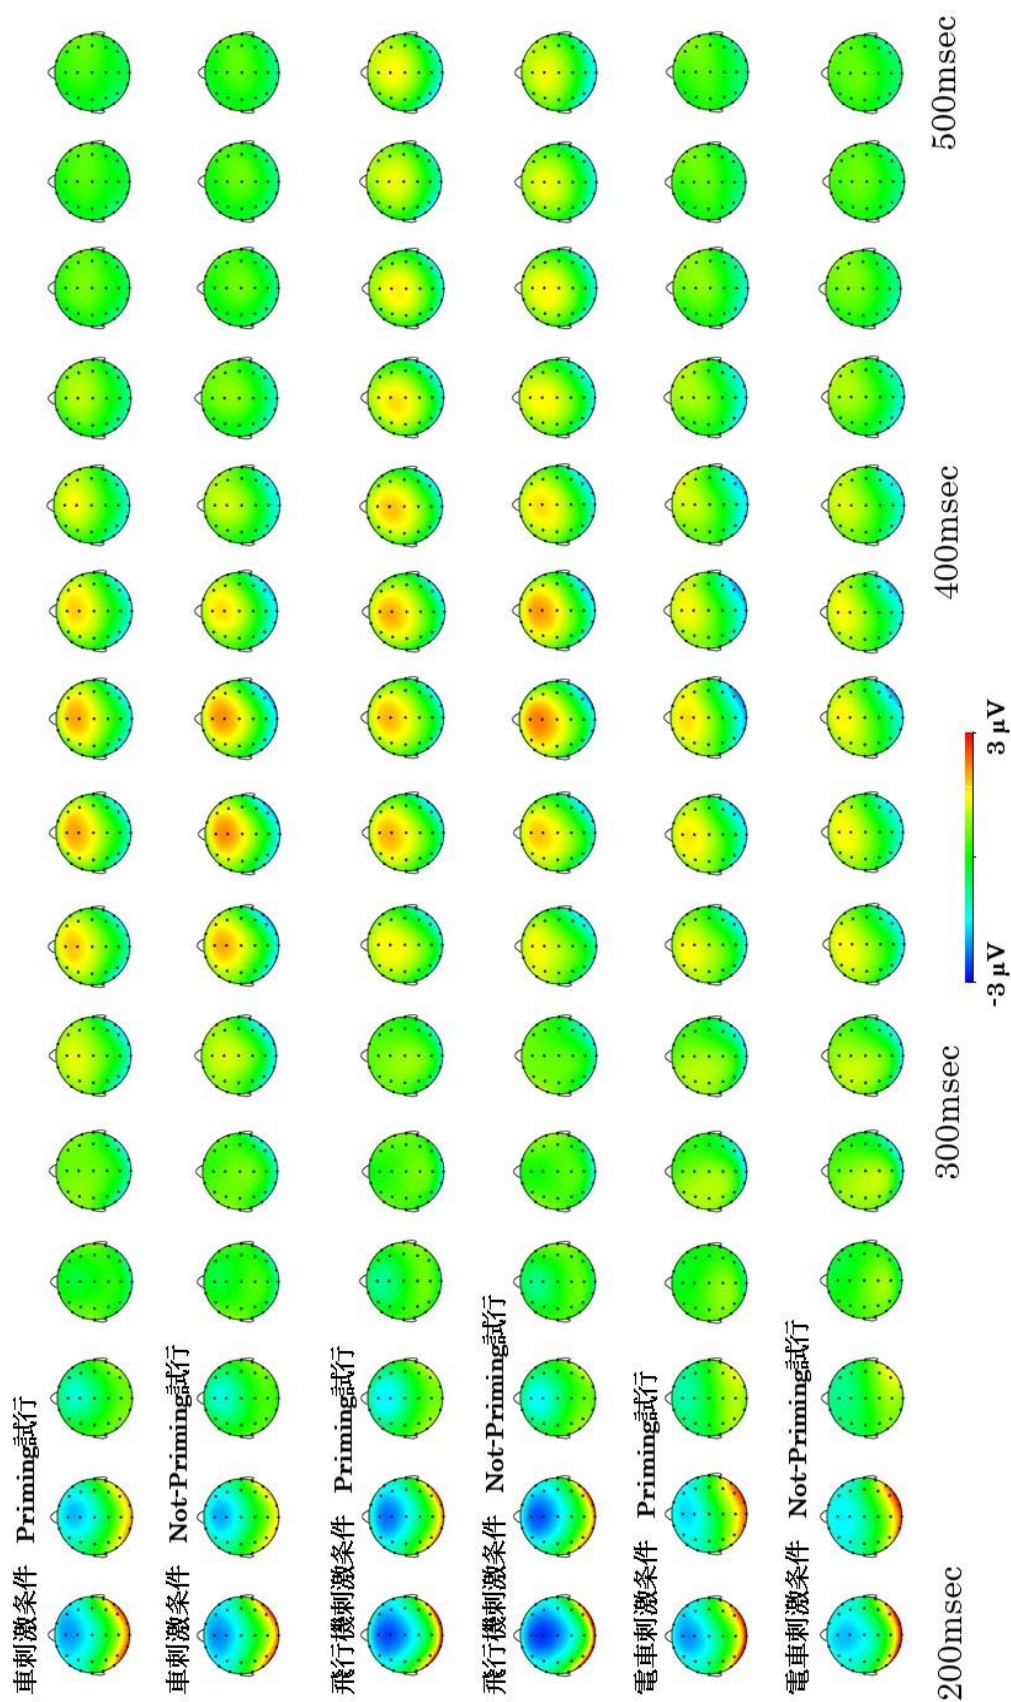 車刺激条件 Priming試行
車刺激条件 Not-Priming試行
飛行機刺激条件 Priming試行
飛行機刺激条件 Not-Priming試行
電車刺激条件 Priming試行
電車刺激条件 Not-Priming試行
200msec 300msec 400msec 500msec
-3μV 3μV